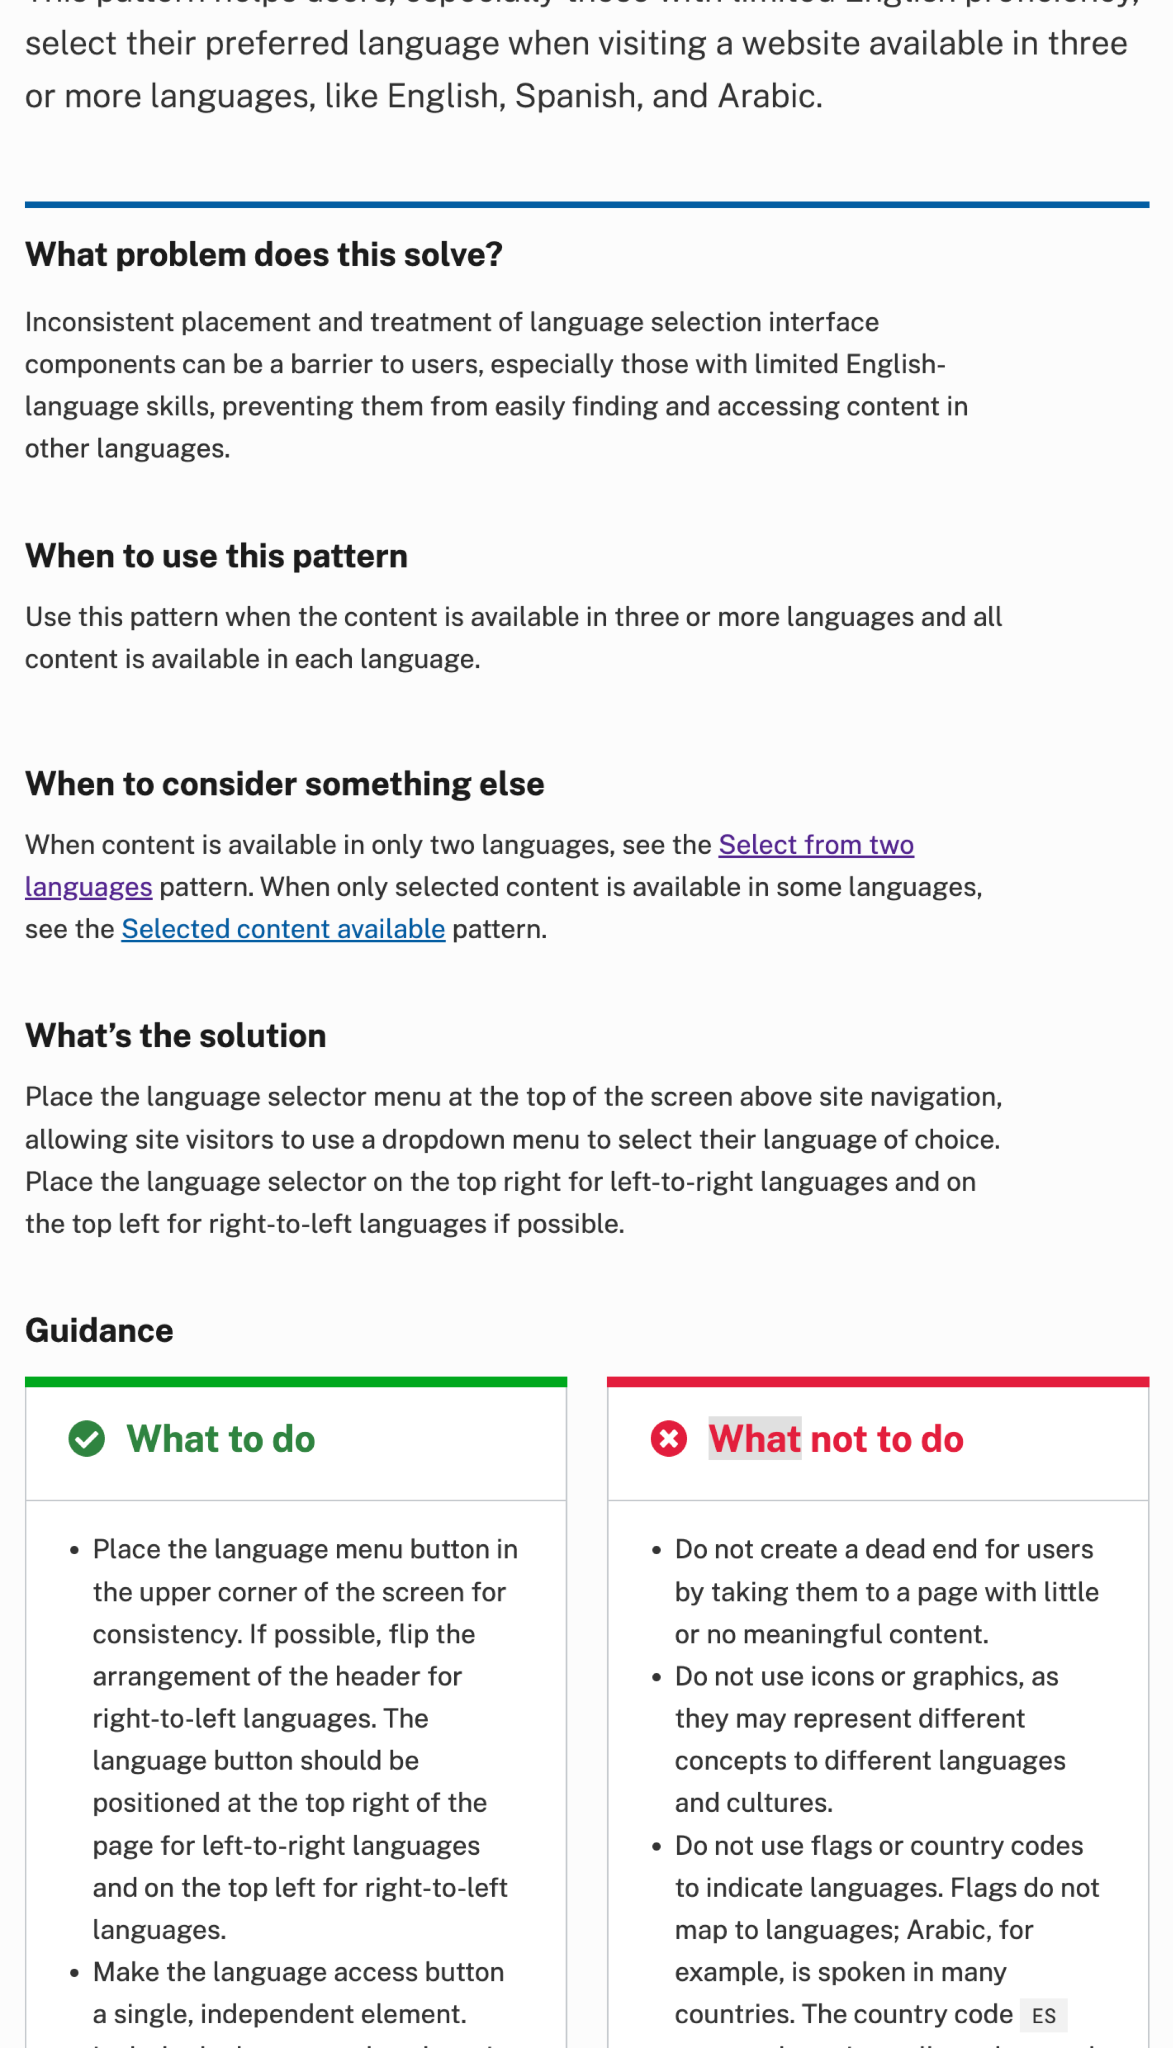 This pattern helps users, especially those with limited English proficiency,
select their preferred language when visiting a website available in three
or more languages, like English, Spanish, and Arabic.
What problem does this solve?
Inconsistent placement and treatment of language selection interface
components can be a barrier to users, especially those with limited English-
language skills, preventing them from easily finding and accessing content in
other languages.
When to use this pattern
Use this pattern when the content is available in three or more languages and all
content is available in each language.
When to consider something else
When content is available in only two languages, see the Select from two
languages pattern. When only selected content is available in some languages,
see the Selected content available pattern.
What’s the solution
Place the language selector menu at the top of the screen above site navigation,
allowing site visitors to use a dropdown menu to select their language of choice.
Place the language selector on the top right for left-to-right languages and on
the top left for right-to-left languages if possible.
Guidance
What to do
• Place the language menu button in
the upper corner of the screen for
consistency. If possible, flip the
arrangement of the header for
right-to-left languages. The
language button should be
positioned at the top right of the
page for left-to-right languages
and on the top left for right-to-left
languages.
• Make the language access button
a single, independent element.
What not to do
• Do not create a dead end for users
by taking them to a page with little
or no meaningful content.
• Do not use icons or graphics, as
they may represent different
concepts to different languages
and cultures.
• Do not use flags or country codes
to indicate languages. Flags do not
map to languages; Arabic, for
example, is spoken in many
countries. The country code ES